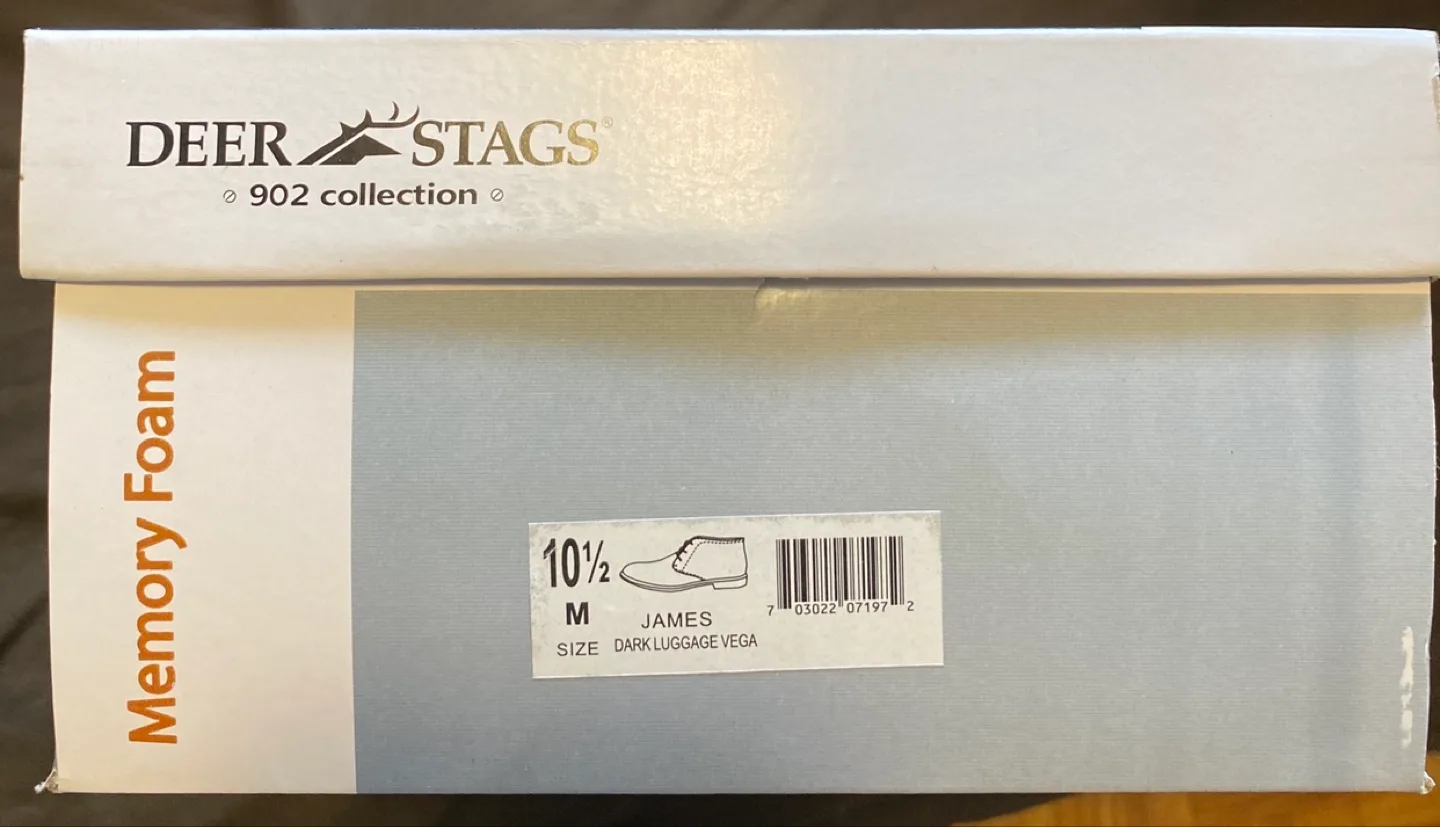 DEER STAGS®
902 collection
Memory Foam
10½
M
SIZE
JAMES
DARK LUGGAGE VEGA
7 03022 07197 2